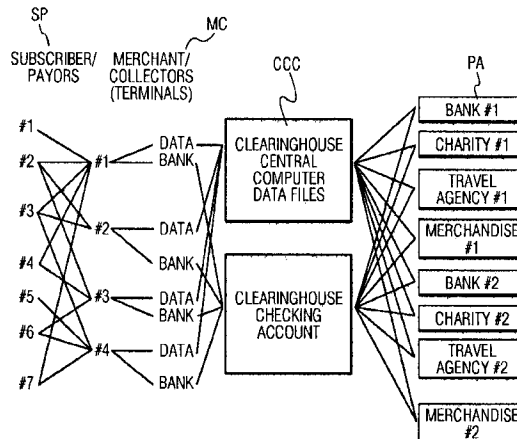 SP
SUBSCRIBER/
PAYORS
#1
#2
#3
#4
#5
#6
#7
MC
MERCHANT/
COLLECTORS
(TERMINALS)
#1
#2
#3
#4
DATA
BANK
DATA
BANK
DATA
BANK
DATA
BANK
CCC
CLEARINGHOUSE
CENTRAL
COMPUTER
DATA FILES
CLEARINGHOUSE
CHECKING
ACCOUNT
PA
BANK #1
CHARITY #1
TRAVEL
AGENCY #1
MERCHANDISE
#1
BANK #2
CHARITY #2
TRAVEL
AGENCY #2
MERCHANDISE
#2